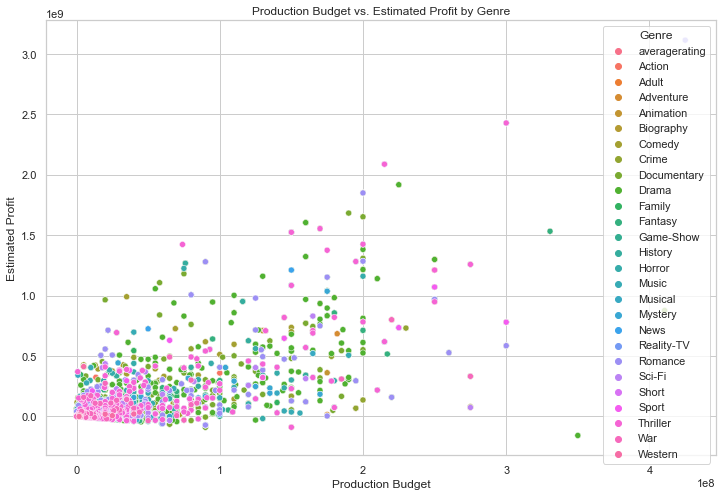 Production Budget vs. Estimated Profit by Genre
1e9
3.0
2.5
2.0
1.5
1.0
0.5
0.0
Estimated Profit
0
1
2
3
4
1e8
Production Budget
Genre
averagerating
Action
Adult
Adventure
Animation
Biography
Comedy
Crime
Documentary
Drama
Family
Fantasy
Game-Show
History
Horror
Music
Musical
Mystery
News
Reality-TV
Romance
Sci-Fi
Short
Sport
Thriller
War
Western